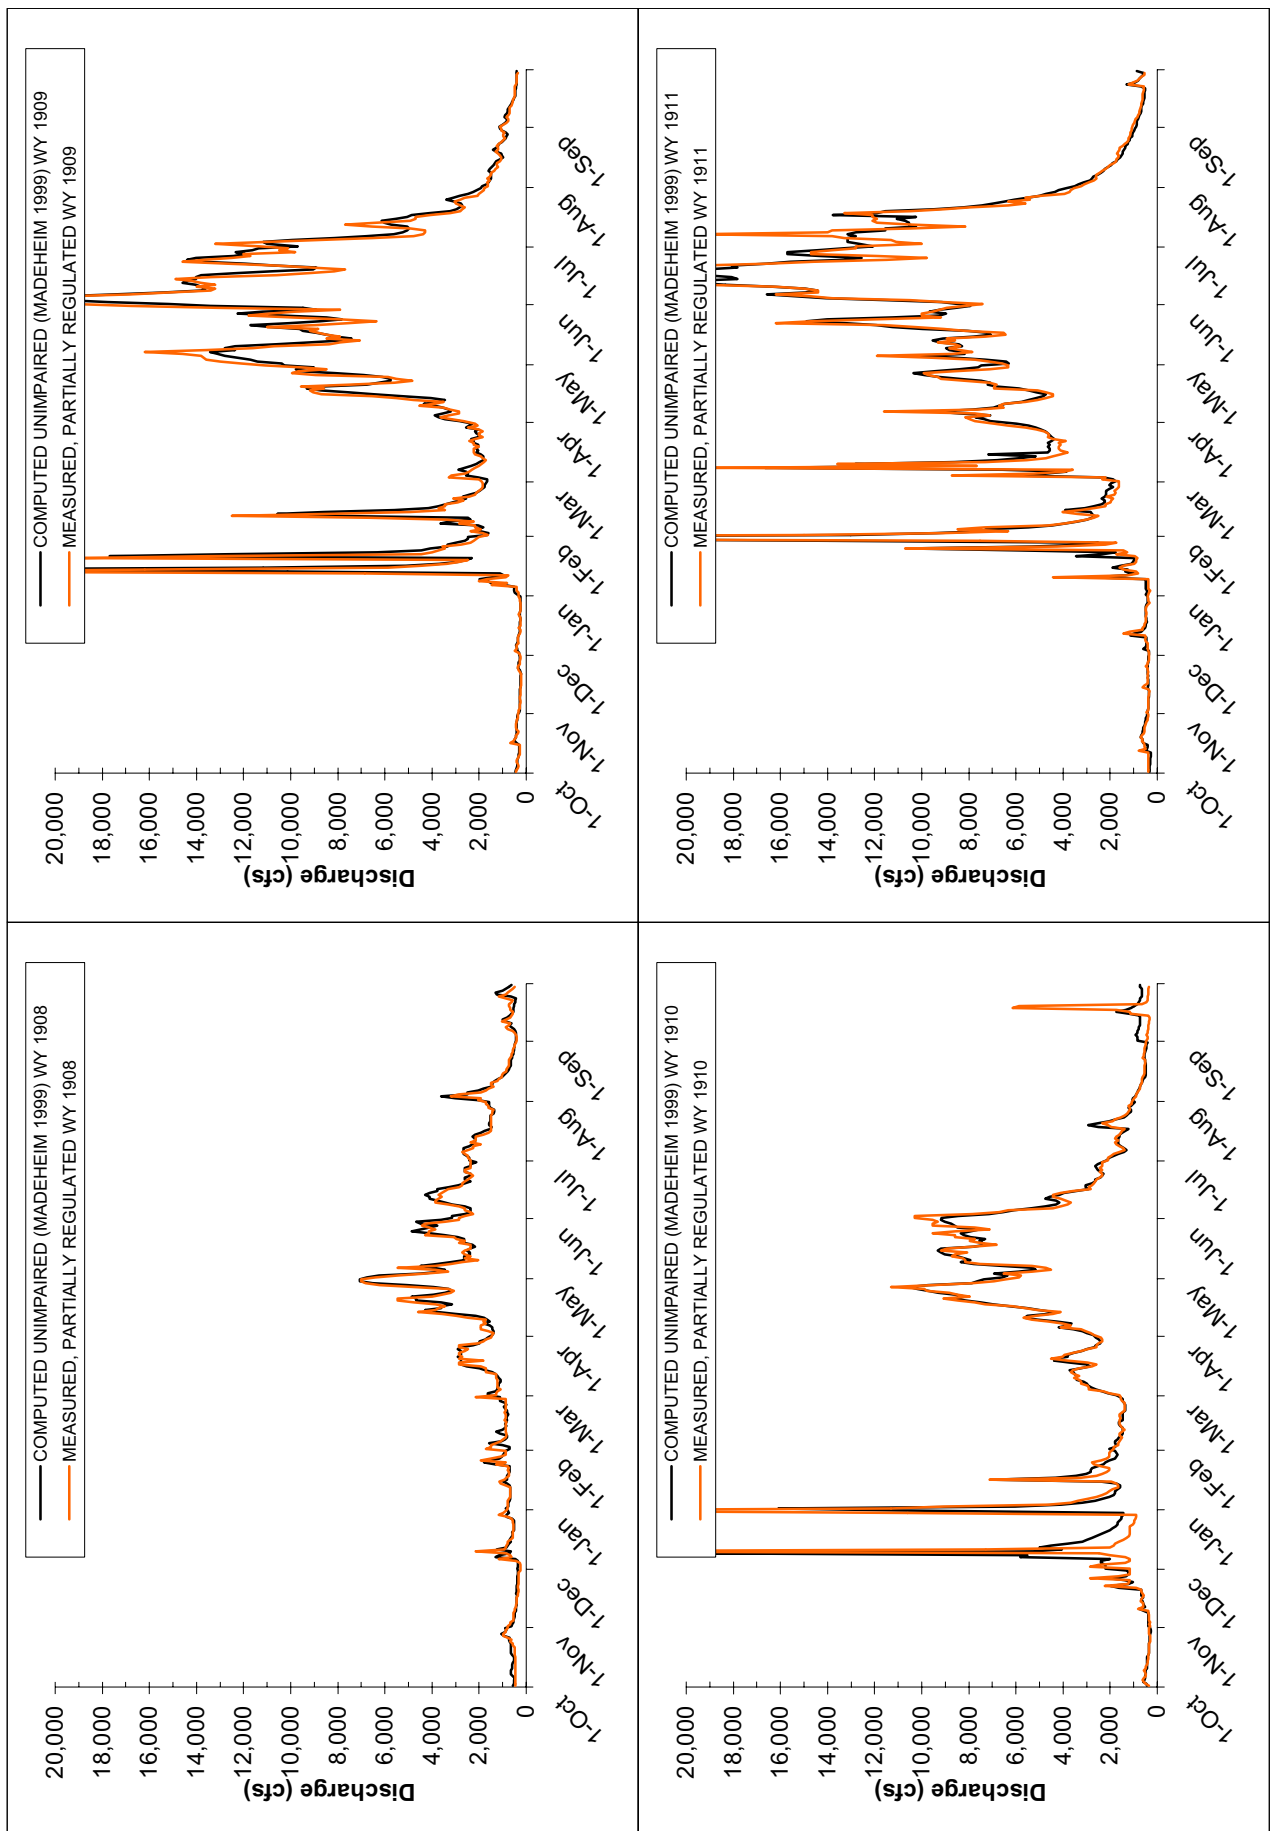 COMPUTED UNIMPAIRED (MADEHEIM 1999) WY 1908
MEASURED, PARTIALLY REGULATED WY 1908
Discharge (cfs)
20,000
18,000
16,000
14,000
12,000
10,000
8,000
6,000
4,000
2,000
0
1-Oct
1-Nov
1-Dec
1-Jan
1-Feb
1-Mar
1-Apr
1-May
1-Jun
1-Jul
1-Aug
1-Sep
COMPUTED UNIMPAIRED (MADEHEIM 1999) WY 1909
MEASURED, PARTIALLY REGULATED WY 1909
Discharge (cfs)
20,000
18,000
16,000
14,000
12,000
10,000
8,000
6,000
4,000
2,000
0
1-Oct
1-Nov
1-Dec
1-Jan
1-Feb
1-Mar
1-Apr
1-May
1-Jun
1-Jul
1-Aug
1-Sep
COMPUTED UNIMPAIRED (MADEHEIM 1999) WY 1910
MEASURED, PARTIALLY REGULATED WY 1910
Discharge (cfs)
20,000
18,000
16,000
14,000
12,000
10,000
8,000
6,000
4,000
2,000
0
1-Oct
1-Nov
1-Dec
1-Jan
1-Feb
1-Mar
1-Apr
1-May
1-Jun
1-Jul
1-Aug
1-Sep
COMPUTED UNIMPAIRED (MADEHEIM 1999) WY 1911
MEASURED, PARTIALLY REGULATED WY 1911
Discharge (cfs)
20,000
18,000
16,000
14,000
12,000
10,000
8,000
6,000
4,000
2,000
0
1-Oct
1-Nov
1-Dec
1-Jan
1-Feb
1-Mar
1-Apr
1-May
1-Jun
1-Jul
1-Aug
1-Sep